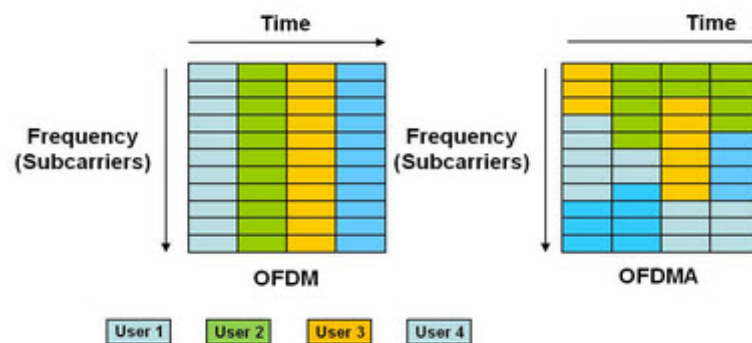 Time
Time
Frequency
(Subcarriers)
Frequency
(Subcarriers)
OFDM
OFDMA
User 1
User 2
User 3
User 4